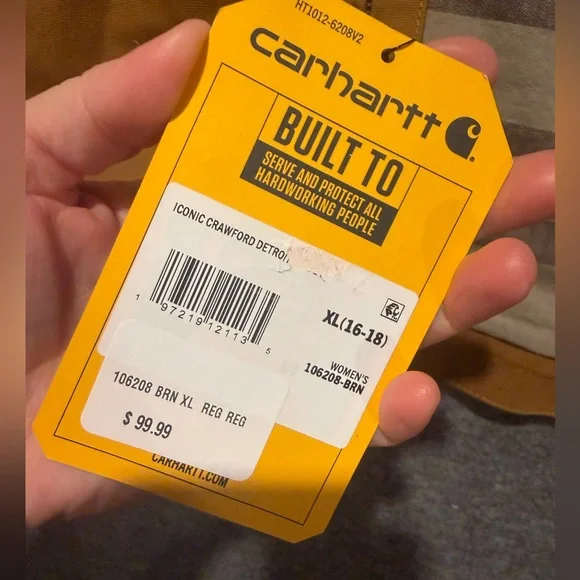 HT1012-6208V2
carhartt
BUILT TO
SERVE AND PROTECT ALL
HARDWORKING PEOPLE
ICONIC CRAWFORD DETROIT
XL(16-18)
1 97219 12113 5
WOMEN'S
106208-BRN
106208 BRN XL REG REG
$ 99.99
CARHARTT.COM